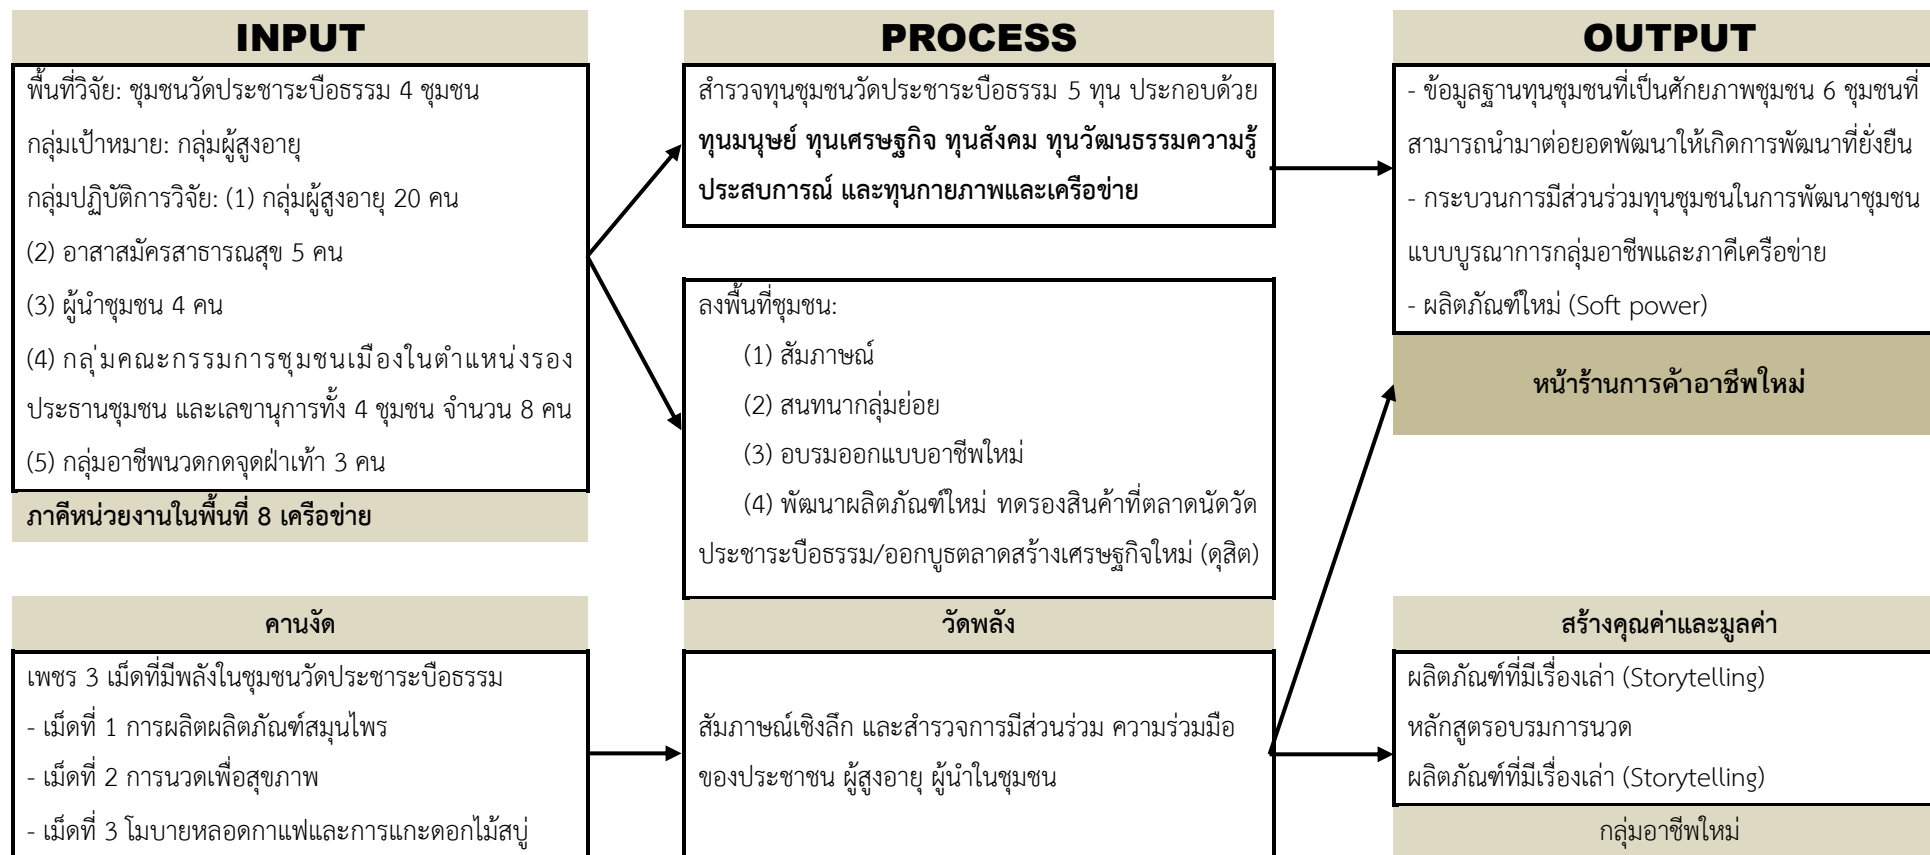 INPUT
พื้นที่วิจัย: ชุมชนวัดประชาระบือธรรม 4 ชุมชน
กลุ่มเป้าหมาย: กลุ่มผู้สูงอายุ
กลุ่มปฏิบัติการวิจัย: (1) กลุ่มผู้สูงอายุ 20 คน
(2) อาสาสมัครสาธารณสุข 5 คน
(3) ผู้นำชุมชน 4 คน
(4) กลุ่มคณะกรรมการชุมชนเมืองในตำแหน่งรอง
ประธานชุมชน และเลขานุการทั้ง 4 ชุมชน จำนวน 8 คน
(5) กลุ่มอาชีพนวดกดจุดฝ่าเท้า 3 คน
ภาคีหน่วยงานในพื้นที่ 8 เครือข่าย
PROCESS
สำรวจทุนชุมชนวัดประชาระบือธรรม 5 ทุน ประกอบด้วย
ทุนมนุษย์ ทุนเศรษฐกิจ ทุนสังคม ทุนวัฒนธรรมความรู้
ประสบการณ์ และทุนกายภาพและเครือข่าย
ลงพื้นที่ชุมชน:
(1) สัมภาษณ์
(2) สนทนากลุ่มย่อย
(3) อบรมออกแบบอาชีพใหม่
(4) พัฒนาผลิตภัณฑ์ใหม่ ทดรองสินค้าที่ตลาดนัดวัด
ประชาระบือธรรม/ออกบูธตลาดสร้างเศรษฐกิจใหม่ (ดุสิต)
OUTPUT
- ข้อมูลฐานทุนชุมชนที่เป็นศักยภาพชุมชน 6 ชุมชนที่
สามารถนำมาต่อยอดพัฒนาให้เกิดการพัฒนาที่ยั่งยืน
- กระบวนการมีส่วนร่วมทุนชุมชนในการพัฒนาชุมชน
แบบบูรณาการกลุ่มอาชีพและภาคีเครือข่าย
- ผลิตภัณฑ์ใหม่ (Soft power)
หน้าร้านการค้าอาชีพใหม่
คานงัด
เพชร 3 เม็ดที่มีพลังในชุมชนวัดประชาระบือธรรม
- เม็ดที่ 1 การผลิตผลิตภัณฑ์สมุนไพร
- เม็ดที่ 2 การนวดเพื่อสุขภาพ
- เม็ดที่ 3 โมบายหลอดกาแฟและการแกะดอกไม้สบู่
วัดพลัง
สัมภาษณ์เชิงลึก และสำรวจการมีส่วนร่วม ความร่วมมือ
ของประชาชน ผู้สูงอายุ ผู้นำในชุมชน
สร้างคุณค่าและมูลค่า
ผลิตภัณฑ์ที่มีเรื่องเล่า (Storytelling)
หลักสูตรอบรมการนวด
ผลิตภัณฑ์ที่มีเรื่องเล่า (Storytelling)
กลุ่มอาชีพใหม่